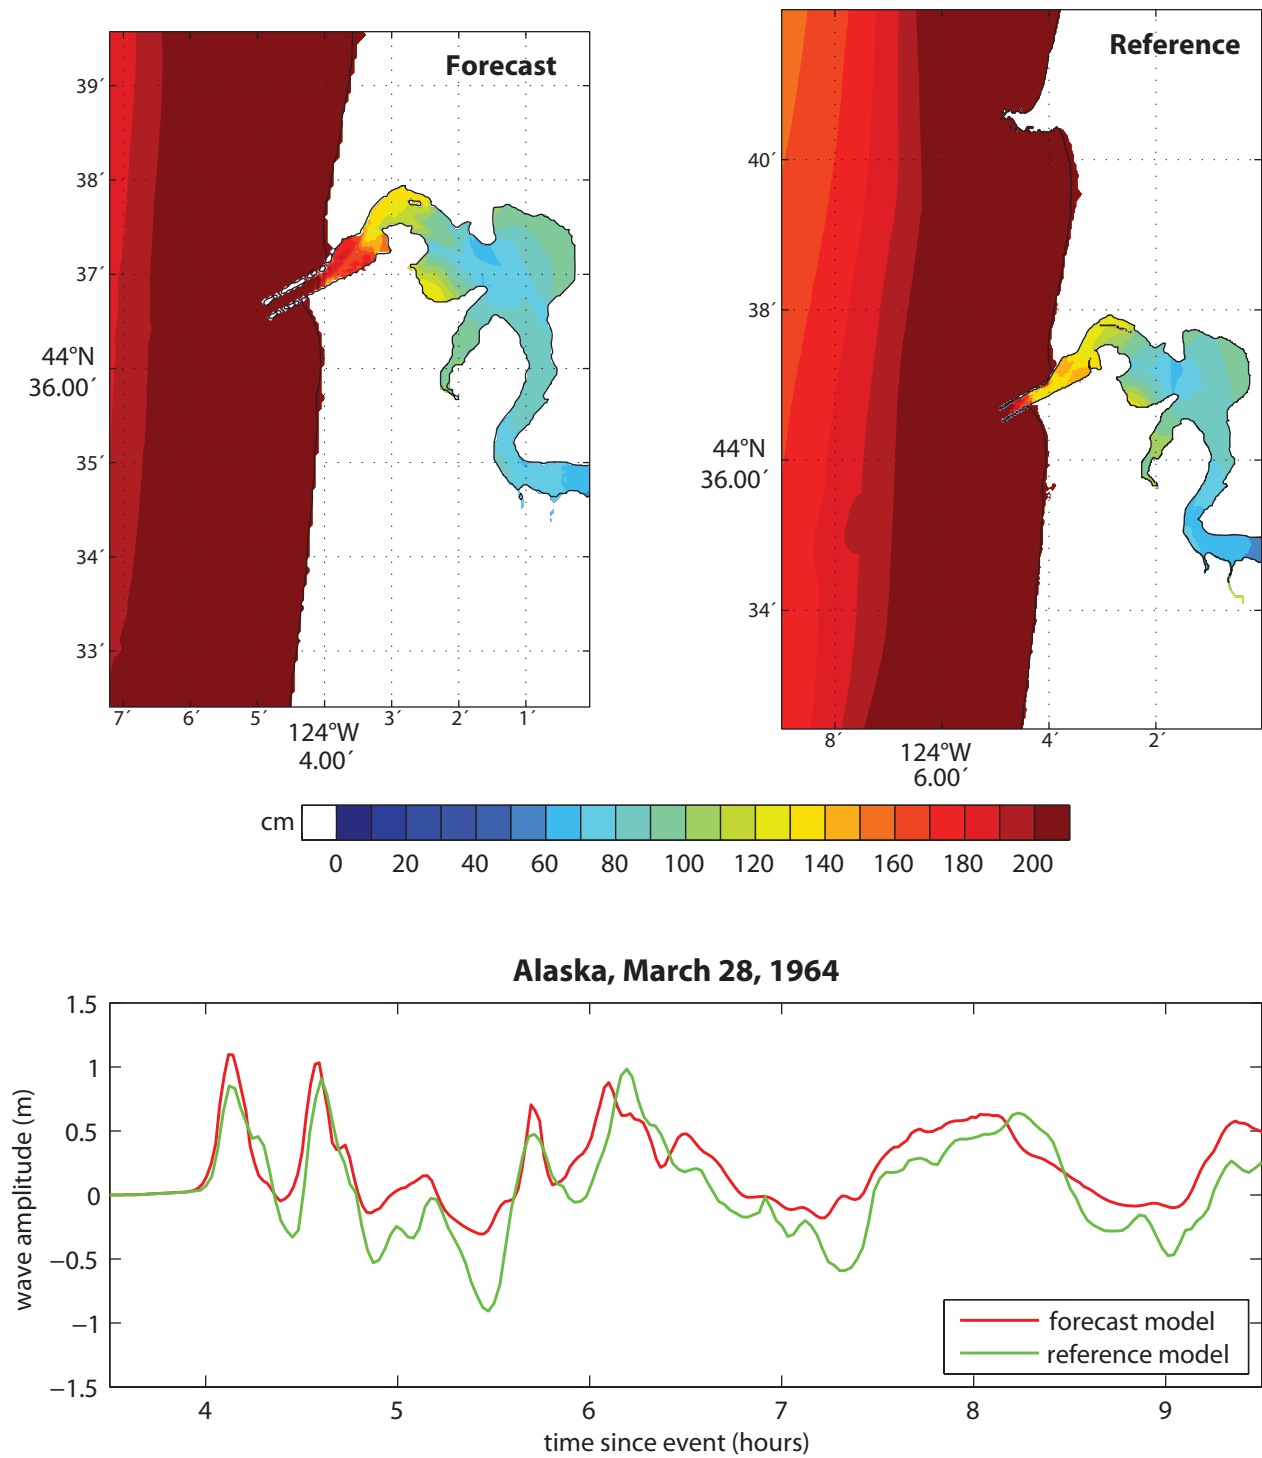 Forecast
39´
38´
37´
44°N
36.00´
35´
34´
33´
7´ 6´ 5´ 3´ 2´ 1´
124°W
4.00´
Reference
40´
38´
44°N
36.00´
34´
8´ 4´ 2´
124°W
6.00´
cm
0 20 40 60 80 100 120 140 160 180 200
Alaska, March 28, 1964
1.5
1
0.5
0
−0.5
−1
−1.5
wave amplitude (m)
4 5 6 7 8 9
time since event (hours)
forecast model
reference model